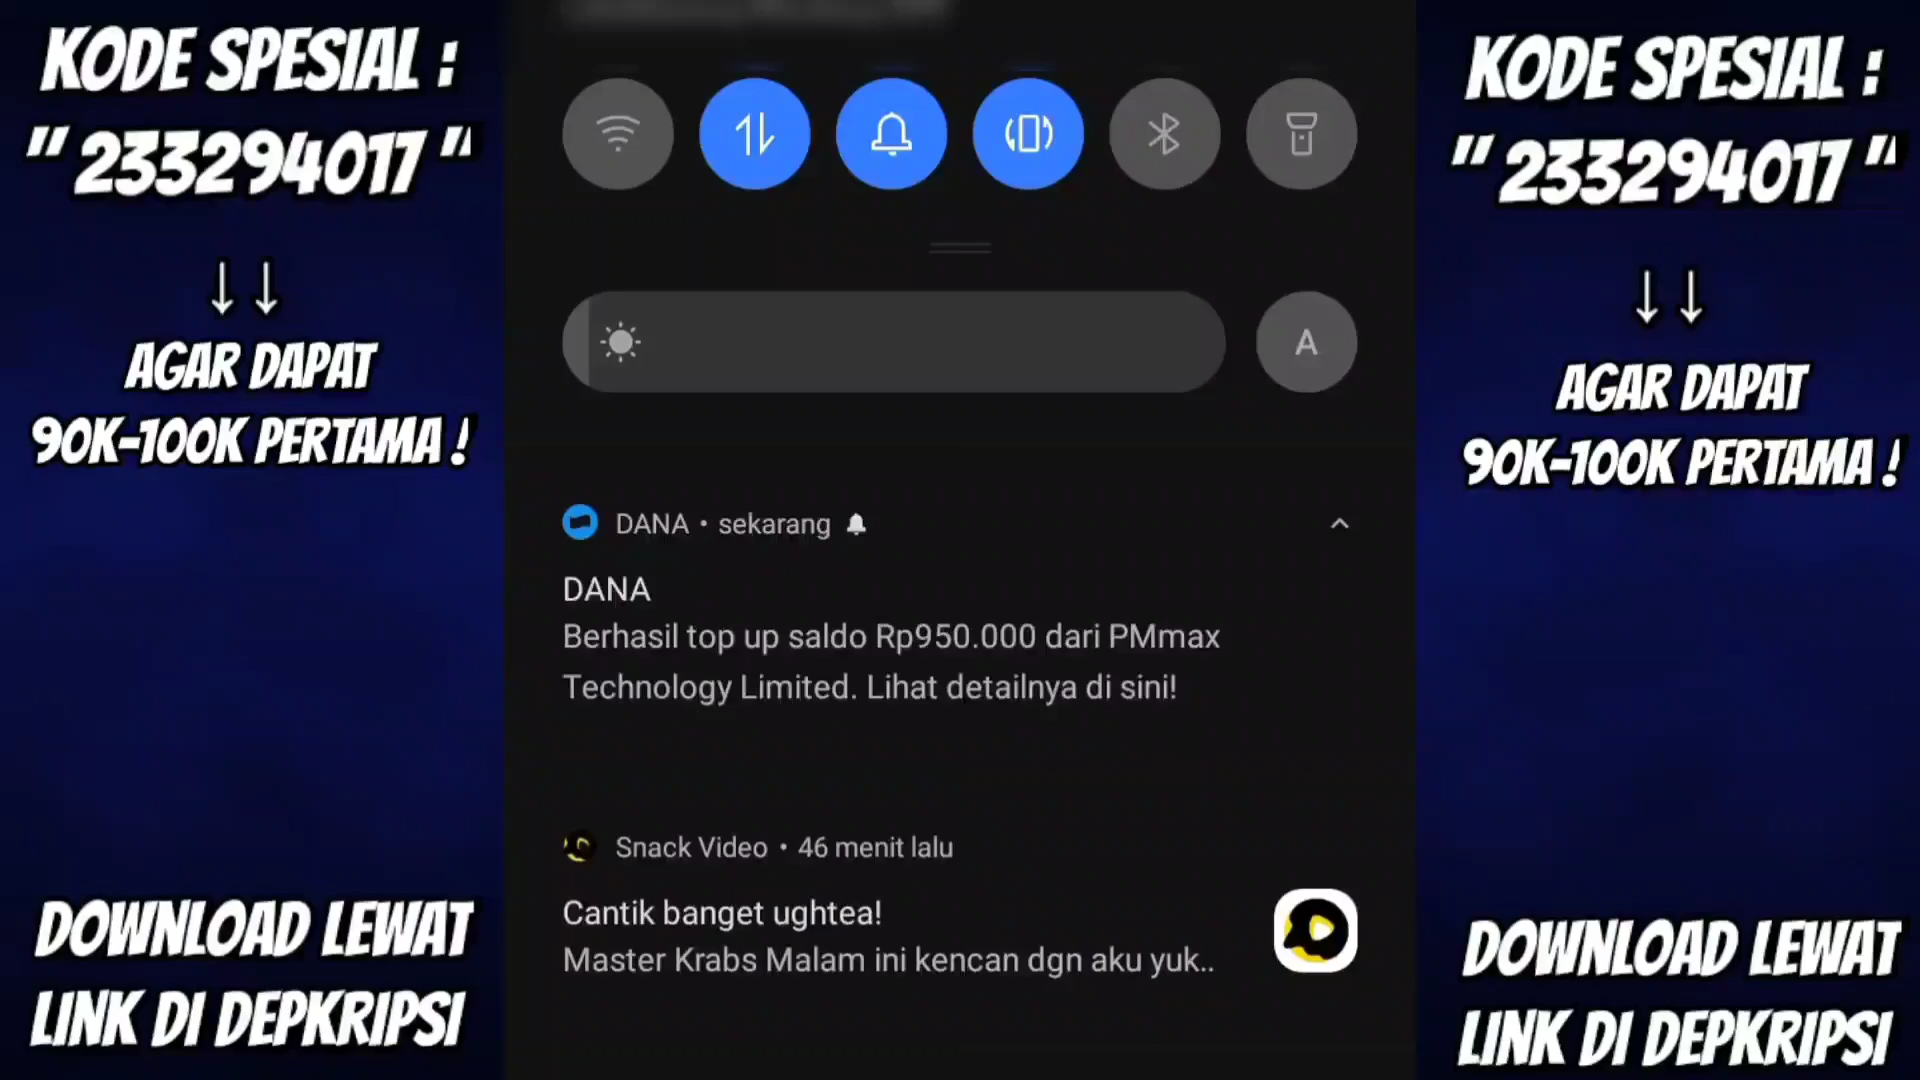 KODE SPESIAL :
" 233294017 "
↓↓
AGAR DAPAT
90K-100K PERTAMA !
DOWNLOAD LEWAT
LINK DI DEPKRIPSI
A
DANA • sekarang
DANA
Berhasil top up saldo Rp950.000 dari PMmax
Technology Limited. Lihat detailnya di sini!
Snack Video • 46 menit lalu
Cantik banget ughtea!
Master Krabs Malam ini kencan dgn aku yuk..
KODE SPESIAL :
" 233294017 "
↓↓
AGAR DAPAT
90K-100K PERTAMA !
DOWNLOAD LEWAT
LINK DI DEPKRIPSI